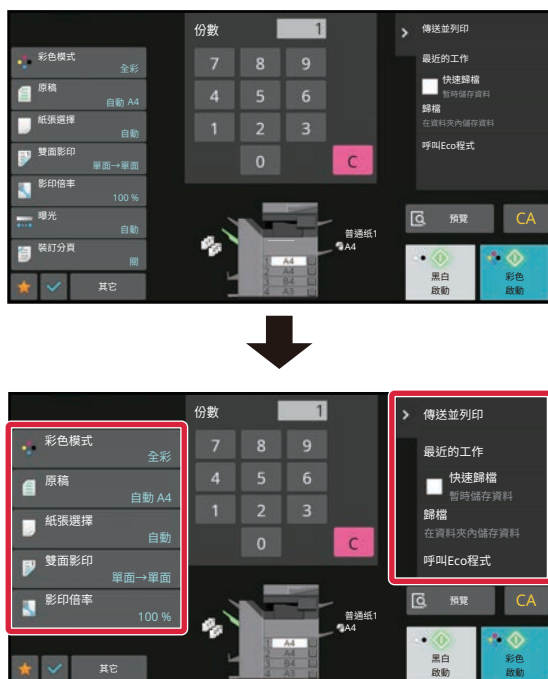 份數 1
彩色模式
全彩
原稿
自動 A4
紙張選擇
自動
雙面影印
單面→單面
影印倍率
100 %
曝光
自動
裝訂分頁
關
其它
7 8 9
4 5 6
1 2 3
0 C
普通紙1
A4
1 A4
2 A4
3 B4
4 A3
傳送並列印
最近的工作
快速歸檔
暫時儲存資料
歸檔
在資料夾內儲存資料
呼叫Eco程式
預覽 CA
黑白
啟動
彩色
啟動
份數 1
彩色模式
全彩
原稿
自動 A4
紙張選擇
自動
雙面影印
單面→單面
影印倍率
100 %
其它
7 8 9
4 5 6
1 2 3
0 C
普通紙1
A4
1 A4
2 A4
3 B4
4 A3
傳送並列印
最近的工作
快速歸檔
暫時儲存資料
歸檔
在資料夾內儲存資料
呼叫Eco程式
預覽 CA
黑白
啟動
彩色
啟動